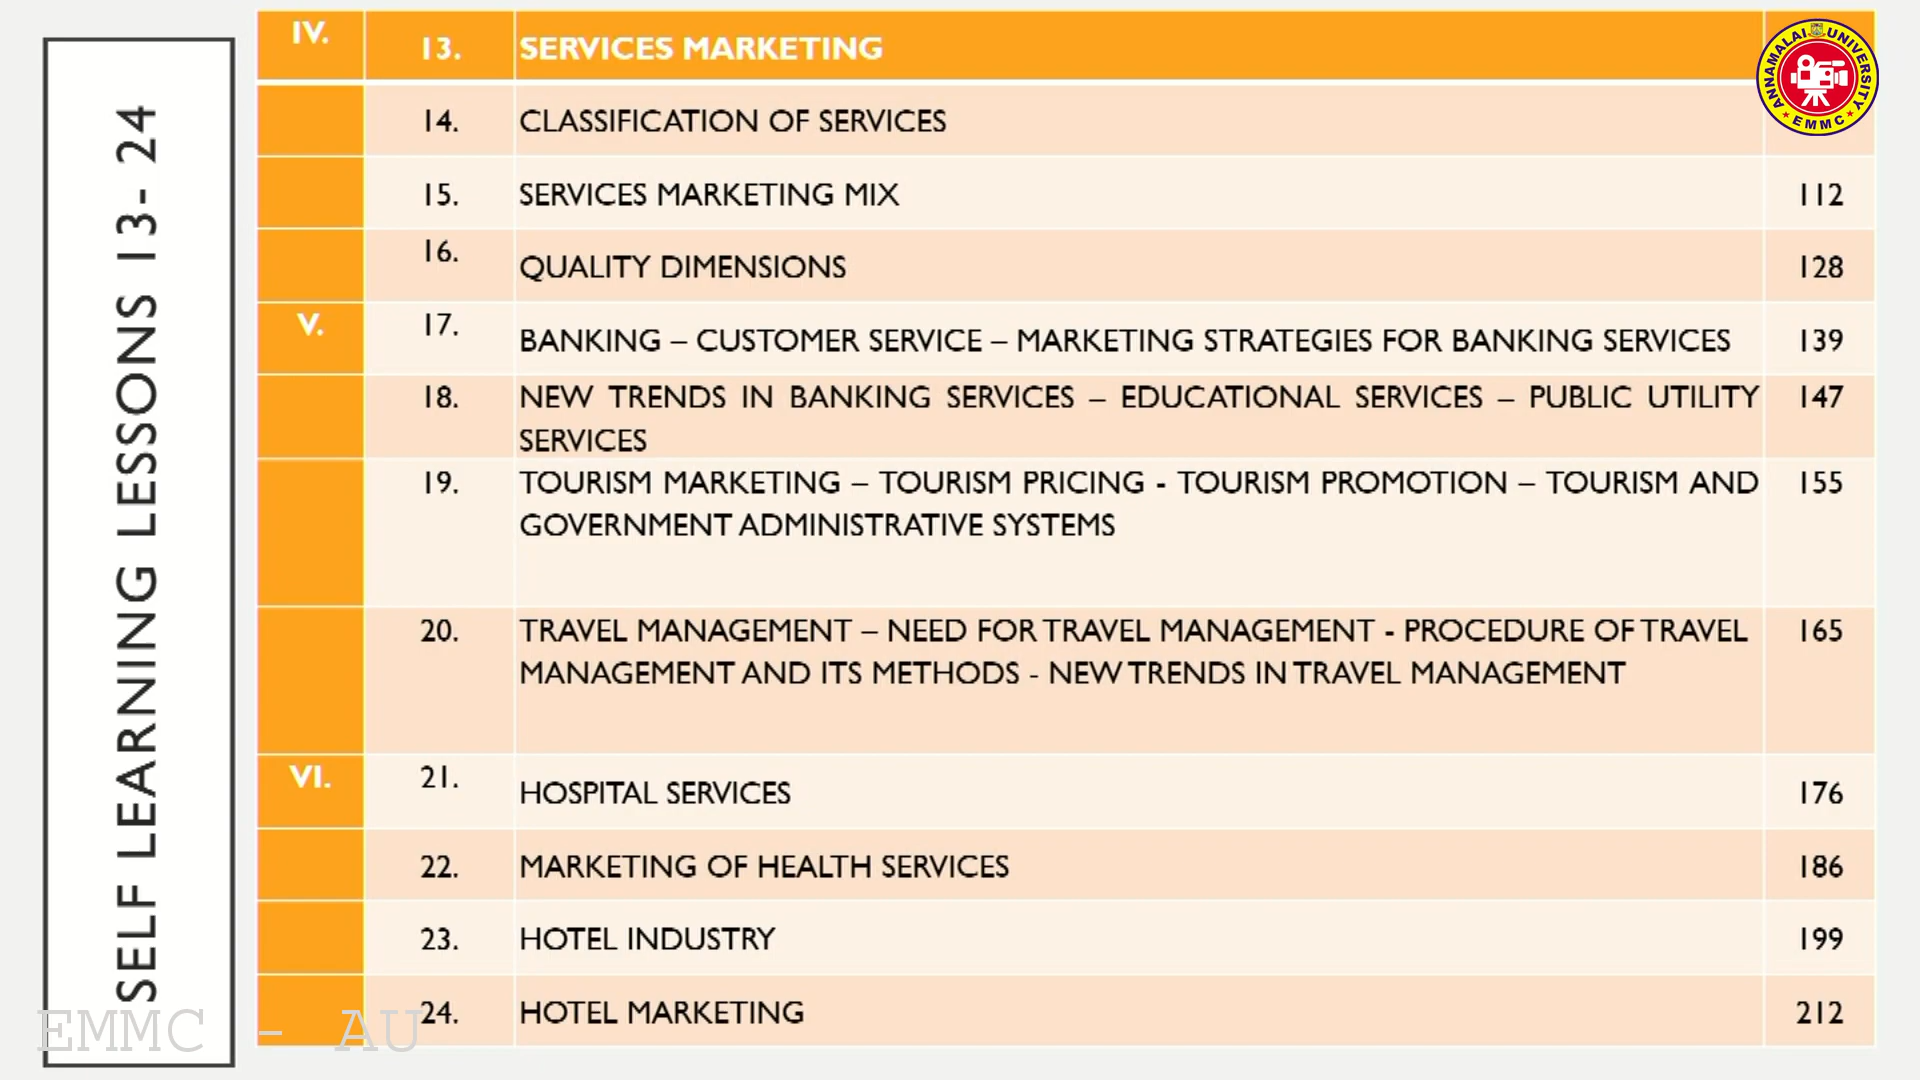 SELF LEARNING LESSONS 13- 24
IV. 13. SERVICES MARKETING
14. CLASSIFICATION OF SERVICES
15. SERVICES MARKETING MIX 112
16. QUALITY DIMENSIONS 128
V. 17. BANKING – CUSTOMER SERVICE – MARKETING STRATEGIES FOR BANKING SERVICES 139
18. NEW TRENDS IN BANKING SERVICES – EDUCATIONAL SERVICES – PUBLIC UTILITY 147
SERVICES
19. TOURISM MARKETING – TOURISM PRICING - TOURISM PROMOTION – TOURISM AND 155
GOVERNMENT ADMINISTRATIVE SYSTEMS
20. TRAVEL MANAGEMENT – NEED FOR TRAVEL MANAGEMENT - PROCEDURE OF TRAVEL 165
MANAGEMENT AND ITS METHODS - NEW TRENDS IN TRAVEL MANAGEMENT
VI. 21. HOSPITAL SERVICES 176
22. MARKETING OF HEALTH SERVICES 186
23. HOTEL INDUSTRY 199
24. HOTEL MARKETING 212
ANNAMALAI UNIVERSITY
EMMC
EMMC - AU